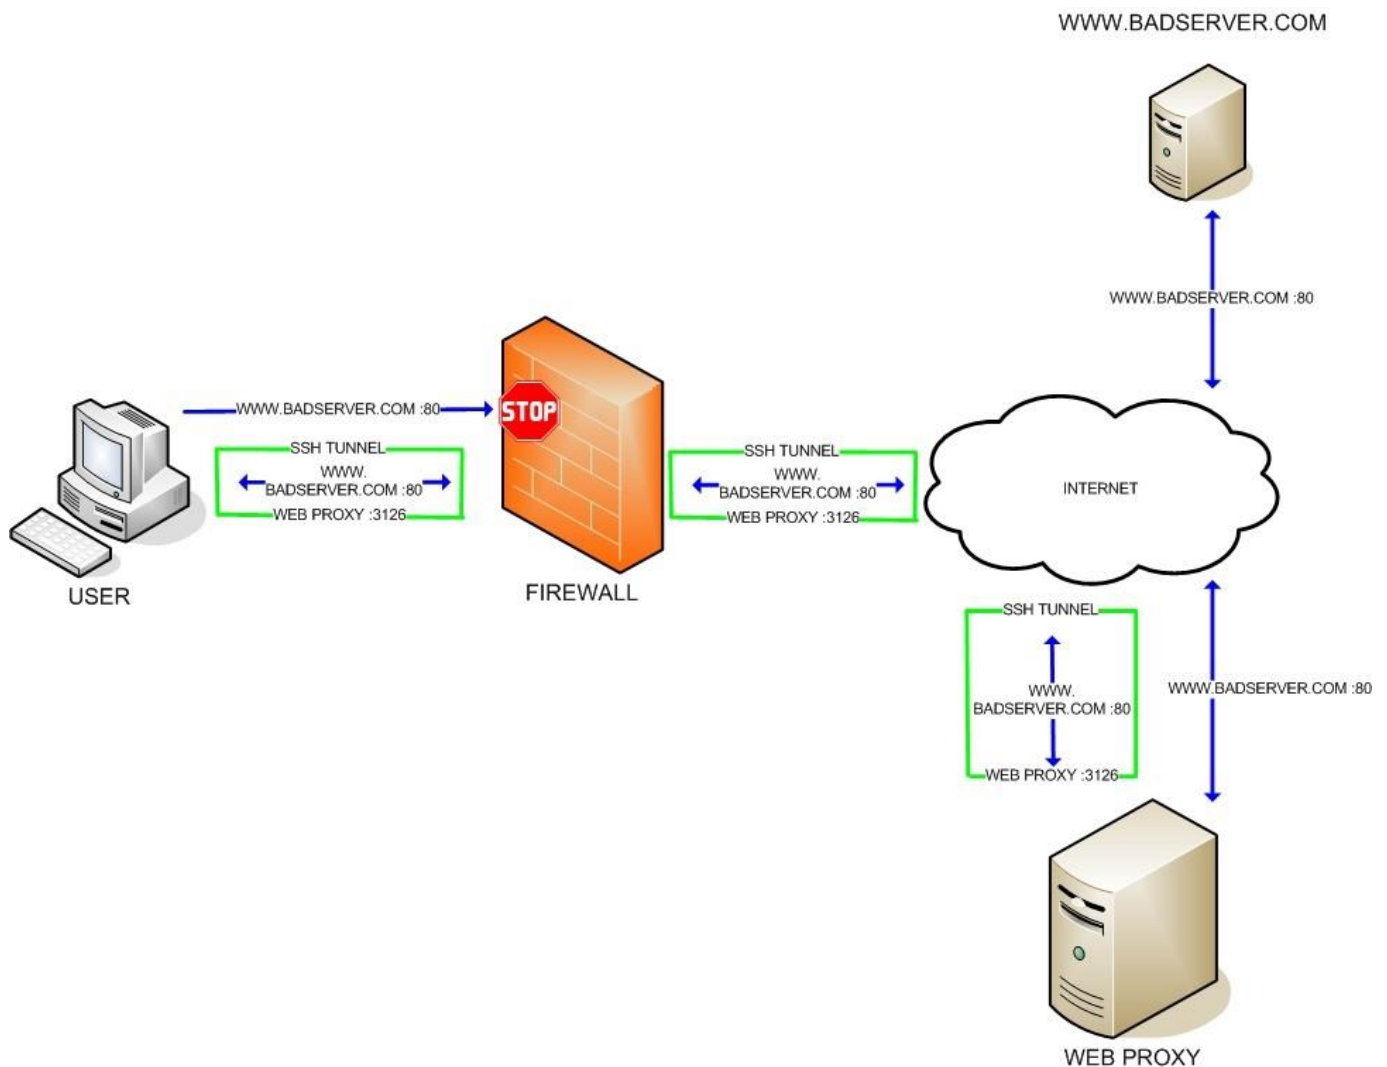 WWW.BADSERVER.COM
WWW.BADSERVER.COM :80
WWW.BADSERVER.COM :80
STOP
SSH TUNNEL
WWW.
BADSERVER.COM :80
WEB PROXY :3126
SSH TUNNEL
WWW.
BADSERVER.COM :80
WEB PROXY :3126
INTERNET
USER
FIREWALL
SSH TUNNEL
WWW.
BADSERVER.COM :80
WEB PROXY :3126
WWW.BADSERVER.COM :80
WEB PROXY